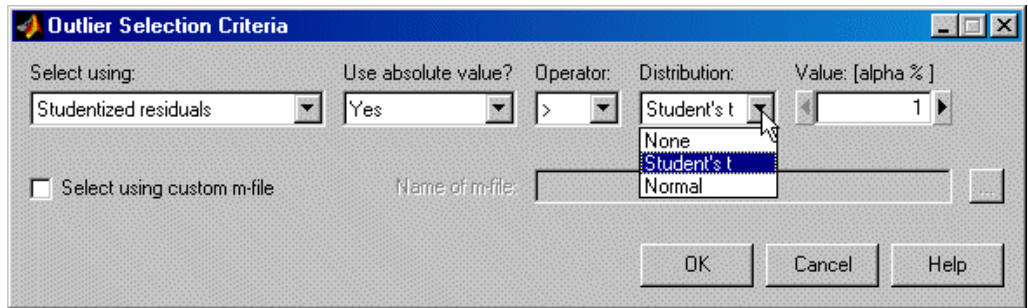 Outlier Selection Criteria
Select using: Use absolute value? Operator: Distribution: Value: [alpha % ]
Studentized residuals Yes > Student's t 1
None
Student's t
Normal
Select using custom m-file Name of m-file: ...
OK Cancel Help